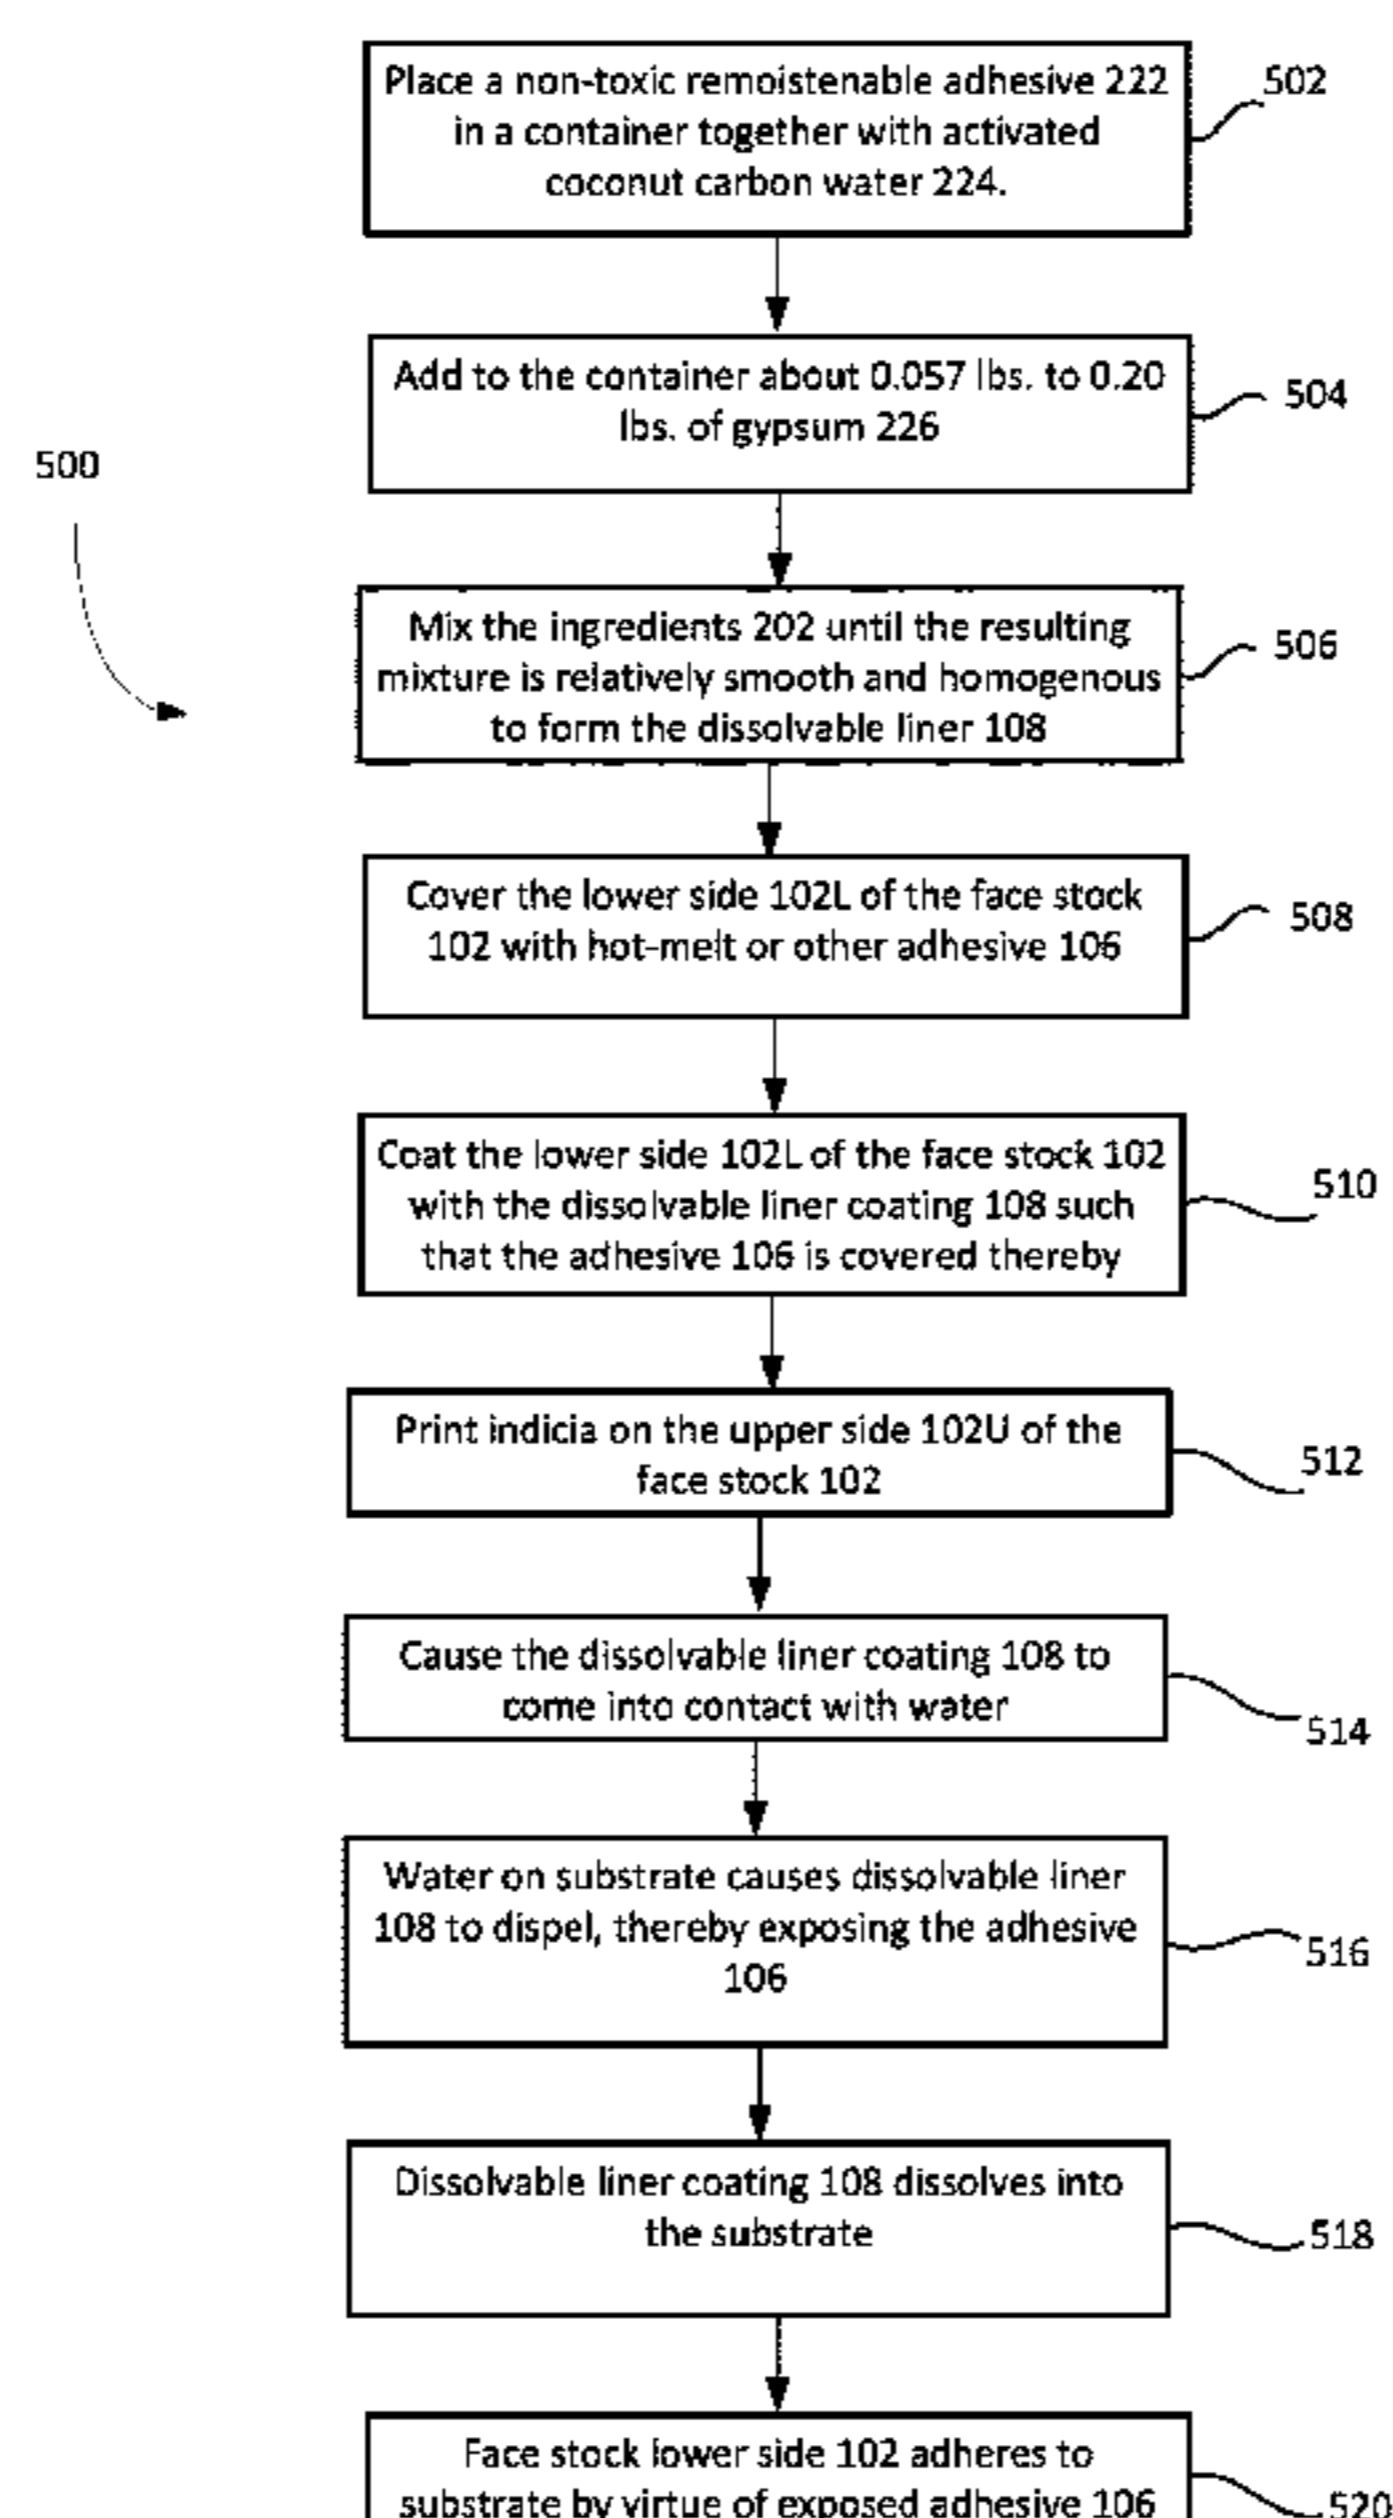 Place a non-toxic remoistenable adhesive 222
in a container together with activated
coconut carbon water 224.
502
Add to the container about 0.057 lbs. to 0.20
lbs. of gypsum 226
504
500
Mix the ingredients 202 until the resulting
mixture is relatively smooth and homogenous
to form the dissolvable liner 108
506
Cover the lower side 102L of the face stock
102 with hot-melt or other adhesive 106
508
Coat the lower side 102L of the face stock 102
with the dissolvable liner coating 108 such
that the adhesive 106 is covered thereby
510
Print indicia on the upper side 102U of the
face stock 102
512
Cause the dissolvable liner coating 108 to
come into contact with water
514
Water on substrate causes dissolvable liner
108 to dispel, thereby exposing the adhesive
106
516
Dissolvable liner coating 108 dissolves into
the substrate
518
Face stock lower side 102 adheres to
substrate by virtue of exposed adhesive 106
520